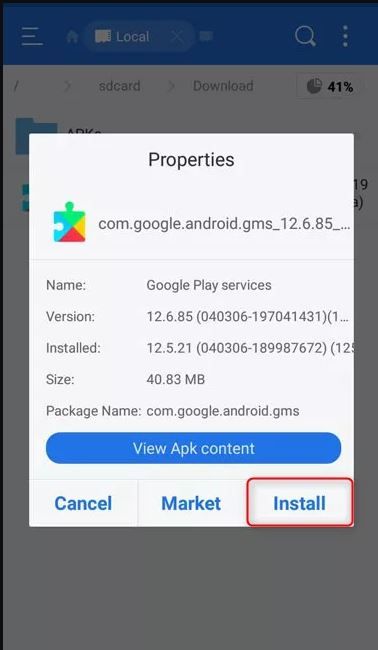 Local
/ sdcard Download 41%
APKs
19
a)
Properties
com.google.android.gms_12.6.85_...
Name: Google Play services
Version: 12.6.85 (040306-197041431)(1...
Installed: 12.5.21 (040306-189987672) (125
Size: 40.83 MB
Package Name: com.google.android.gms
View Apk content
Cancel Market Install